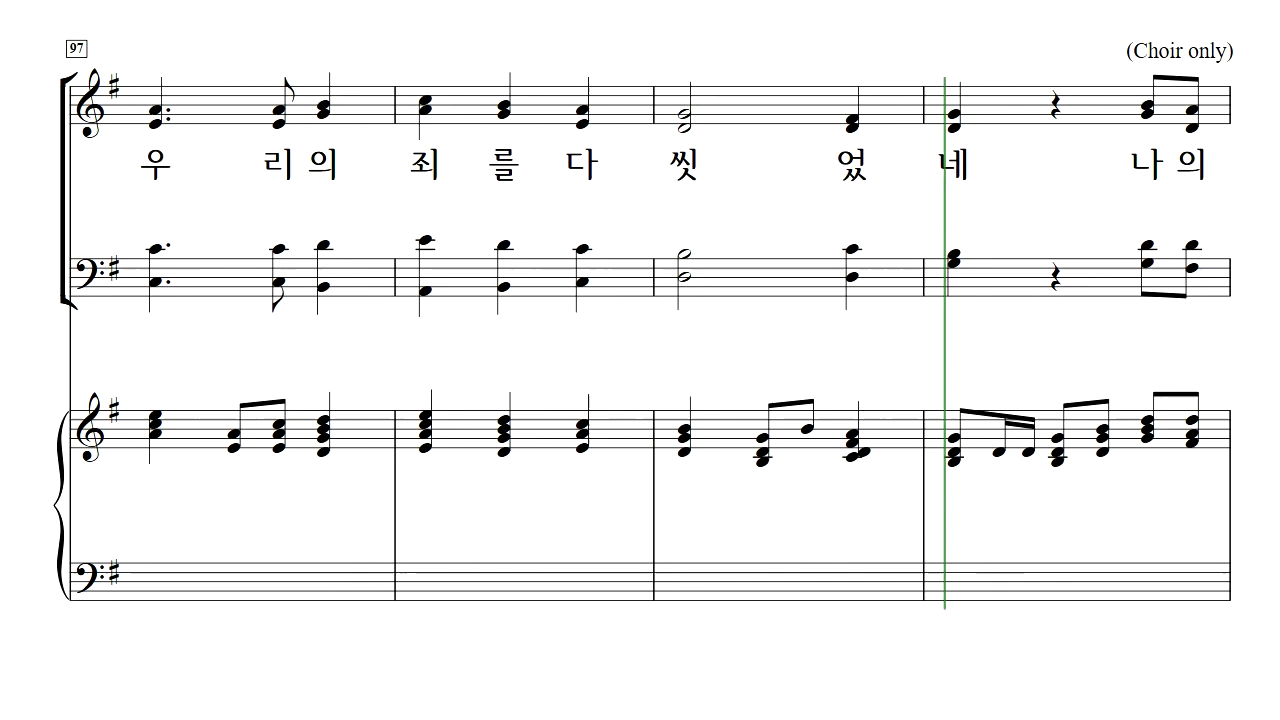 97
(Choir only)
우 리 의 죄 를 다 씻 었 네 나 의